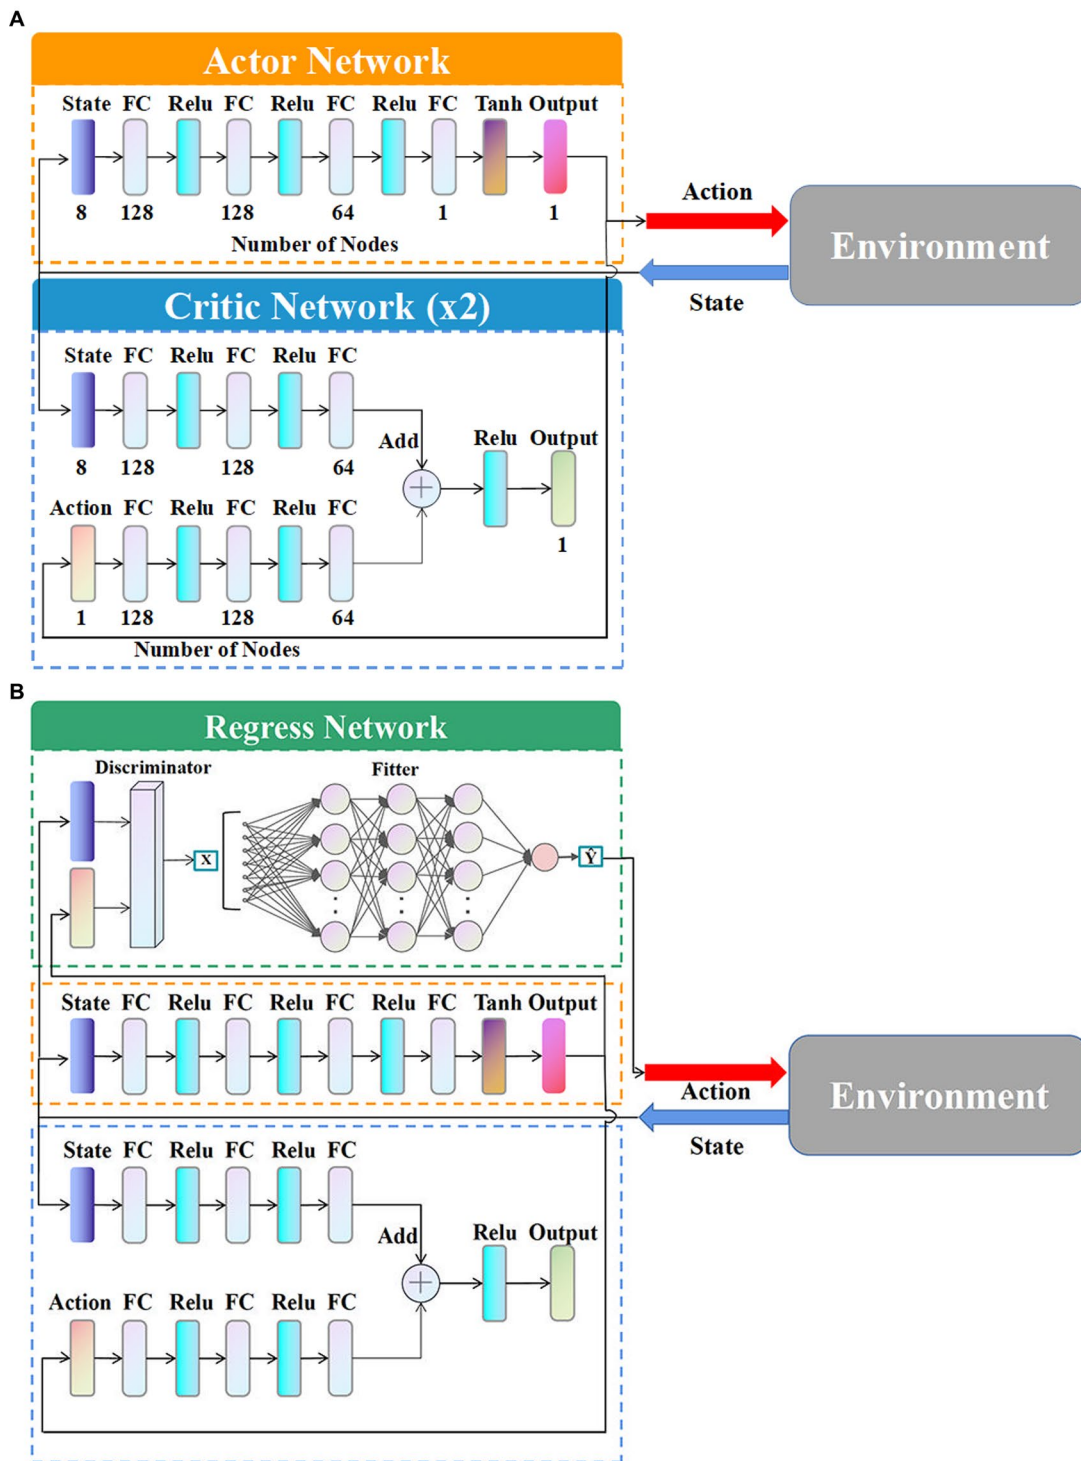 A
Actor Network
State FC Relu FC Relu FC Relu FC Tanh Output
8 128 128 64 1 1
Number of Nodes
Action
Environment
State
Critic Network (x2)
State FC Relu FC Relu FC
Add
Relu Output
8 128 128 64
Action FC Relu FC Relu FC
1
1 128 128 64
Number of Nodes
B
Regress Network
Discriminator
Fitter
X
Ŷ
State FC Relu FC Relu FC Relu FC Tanh Output
Action
Environment
State
State FC Relu FC Relu FC
Add
Relu Output
Action FC Relu FC Relu FC